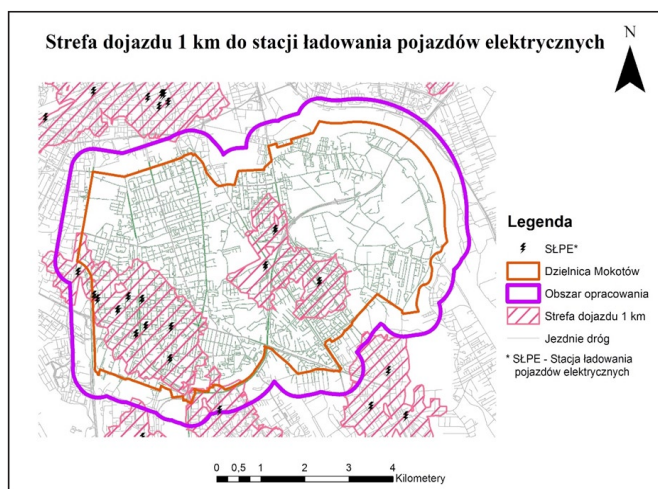 Strefa dojazdu 1 km do stacji ładowania pojazdów elektrycznych
N
Legenda
SŁPE*
Dzielnica Mokotów
Obszar opracowania
Strefa dojazdu 1 km
Jezdnie dróg
* SŁPE - Stacja ładowania
pojazdów elektrycznych
0 0,5 1 2 3 4
Kilometery